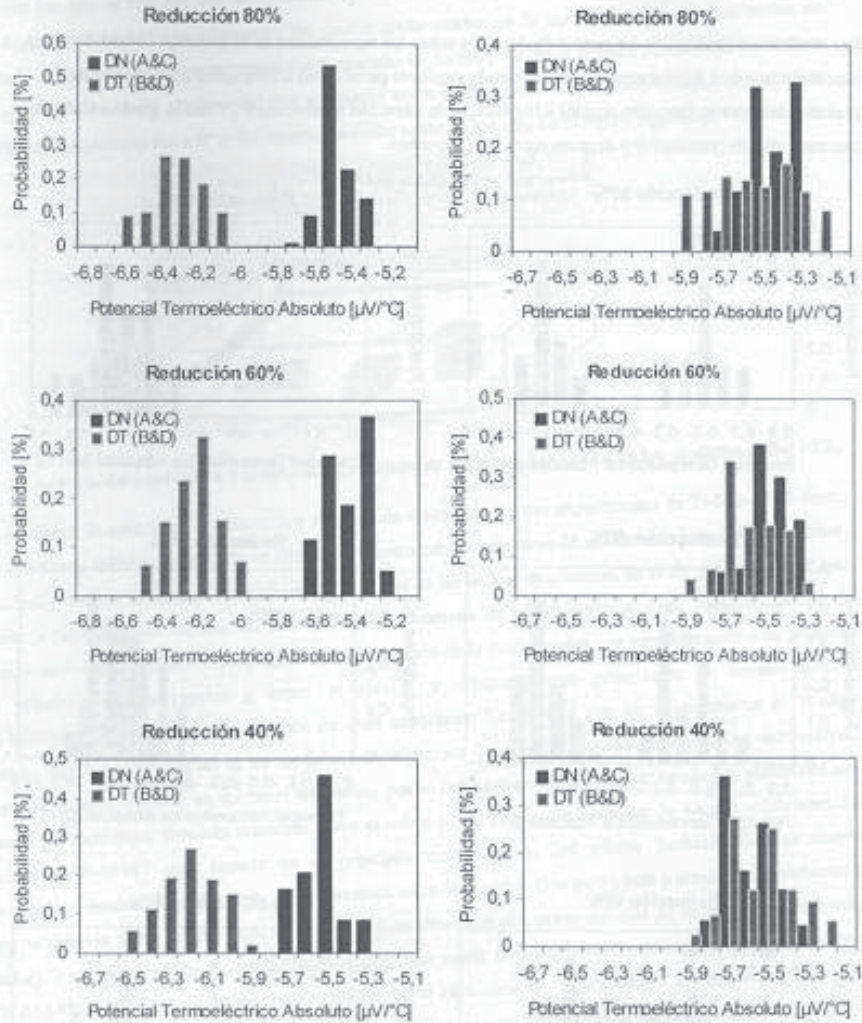 Reducción 80%
Probabilidad [%]
0,6
0,5
0,4
0,3
0,2
0,1
0
DN (A&C)
DT (B&D)
-6,8 -6,6 -6,4 -6,2 -6 -5,8 -5,6 -5,4 -5,2
Potencial Termoeléctrico Absoluto [µV/°C]
Reducción 80%
Probabilidad [%]
0,4
0,3
0,2
0,1
0
DN (A&C)
DT (B&D)
-6,7 -6,5 -6,3 -6,1 -5,9 -5,7 -5,5 -5,3 -5,1
Potencial Termoeléctrico Absoluto [µV/°C]
Reducción 60%
Probabilidad [%]
0,4
0,3
0,2
0,1
0
DN (A&C)
DT (B&D)
-6,8 -6,6 -6,4 -6,2 -6 -5,8 -5,6 -5,4 -5,2
Potencial Termoeléctrico Absoluto [µV/°C]
Reducción 60%
Probabilidad [%]
0,5
0,4
0,3
0,2
0,1
0
DN (A&C)
DT (B&D)
-6,7 -6,5 -6,3 -6,1 -5,9 -5,7 -5,5 -5,3 -5,1
Potencial Termoeléctrico Absoluto [µV/°C]
Reducción 40%
Probabilidad [%]
0,5
0,4
0,3
0,2
0,1
0
DN (A&C)
DT (B&D)
-6,7 -6,5 -6,3 -6,1 -5,9 -5,7 -5,5 -5,3 -5,1
Potencial Termoeléctrico Absoluto [µV/°C]
Reducción 40%
Probabilidad [%]
0,4
0,3
0,2
0,1
0
DN (A&C)
DT (B&D)
-6,7 -6,5 -6,3 -6,1 -5,9 -5,7 -5,5 -5,3 -5,1
Potencial Termoeléctrico Absoluto [µV/°C]